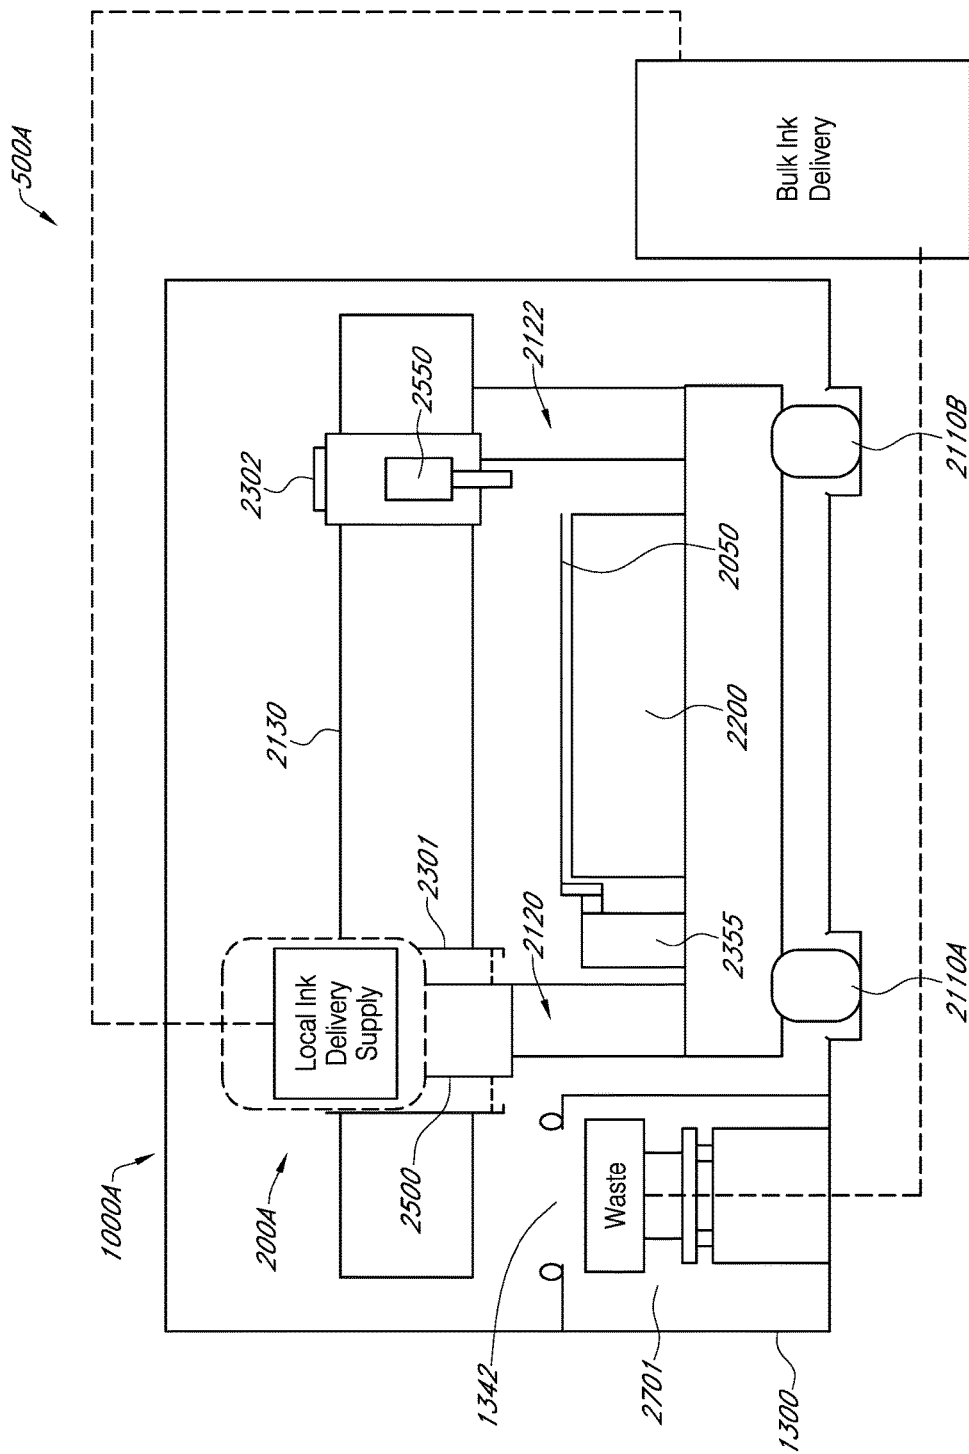 500A
Bulk Ink
Delivery
1000A
200A
Local Ink
Delivery
Supply
2500
2301
2130
2302
2550
2122
2120
2355
2200
2050
1342
Waste
2701
1300
2110A
2110B